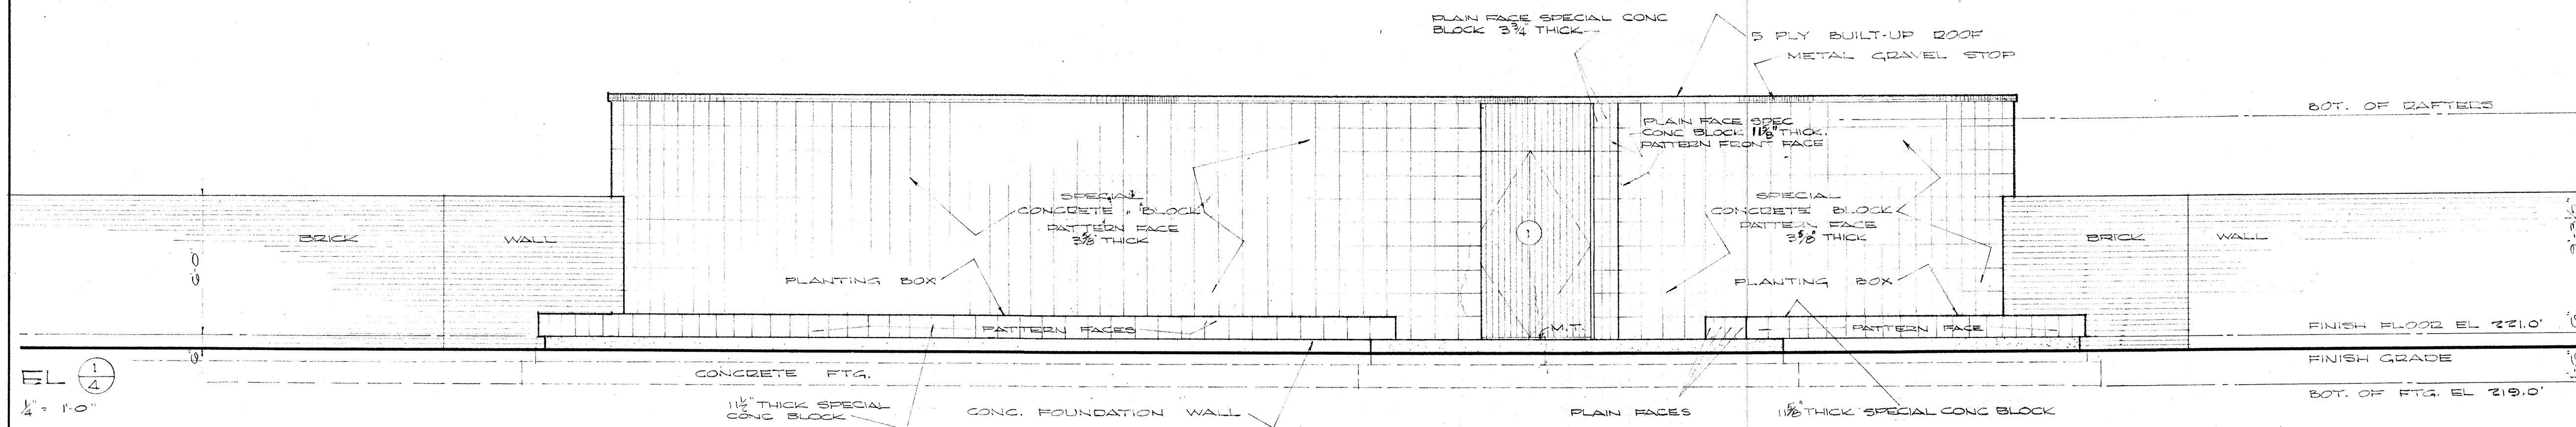 PLAIN FACE SPECIAL CONC
BLOCK 3¾" THICK
5 PLY BUILT-UP ROOF
METAL GRAVEL STOP
BOT. OF RAFTERS
PLAIN FACE SPEC
CONC BLOCK 11⅝" THICK.
PATTERN FRONT FACE
SPECIAL
CONCRETE BLOCK
PATTERN FACE
3⅝" THICK
SPECIAL
CONCRETE BLOCK
PATTERN FACE
3⅝" THICK
BRICK WALL
6'-0"
1
BRICK WALL
PLANTING BOX
PLANTING BOX
PATTERN FACES
M.T.
PATTERN FACE
FINISH FLOOR EL 221.0'
FINISH GRADE
EL 1/4
CONCRETE FTG.
BOT. OF FTG. EL 219.0'
¼" = 1'-0"
11½" THICK SPECIAL
CONC BLOCK
CONC. FOUNDATION WALL
PLAIN FACES
11⅝" THICK SPECIAL CONC BLOCK